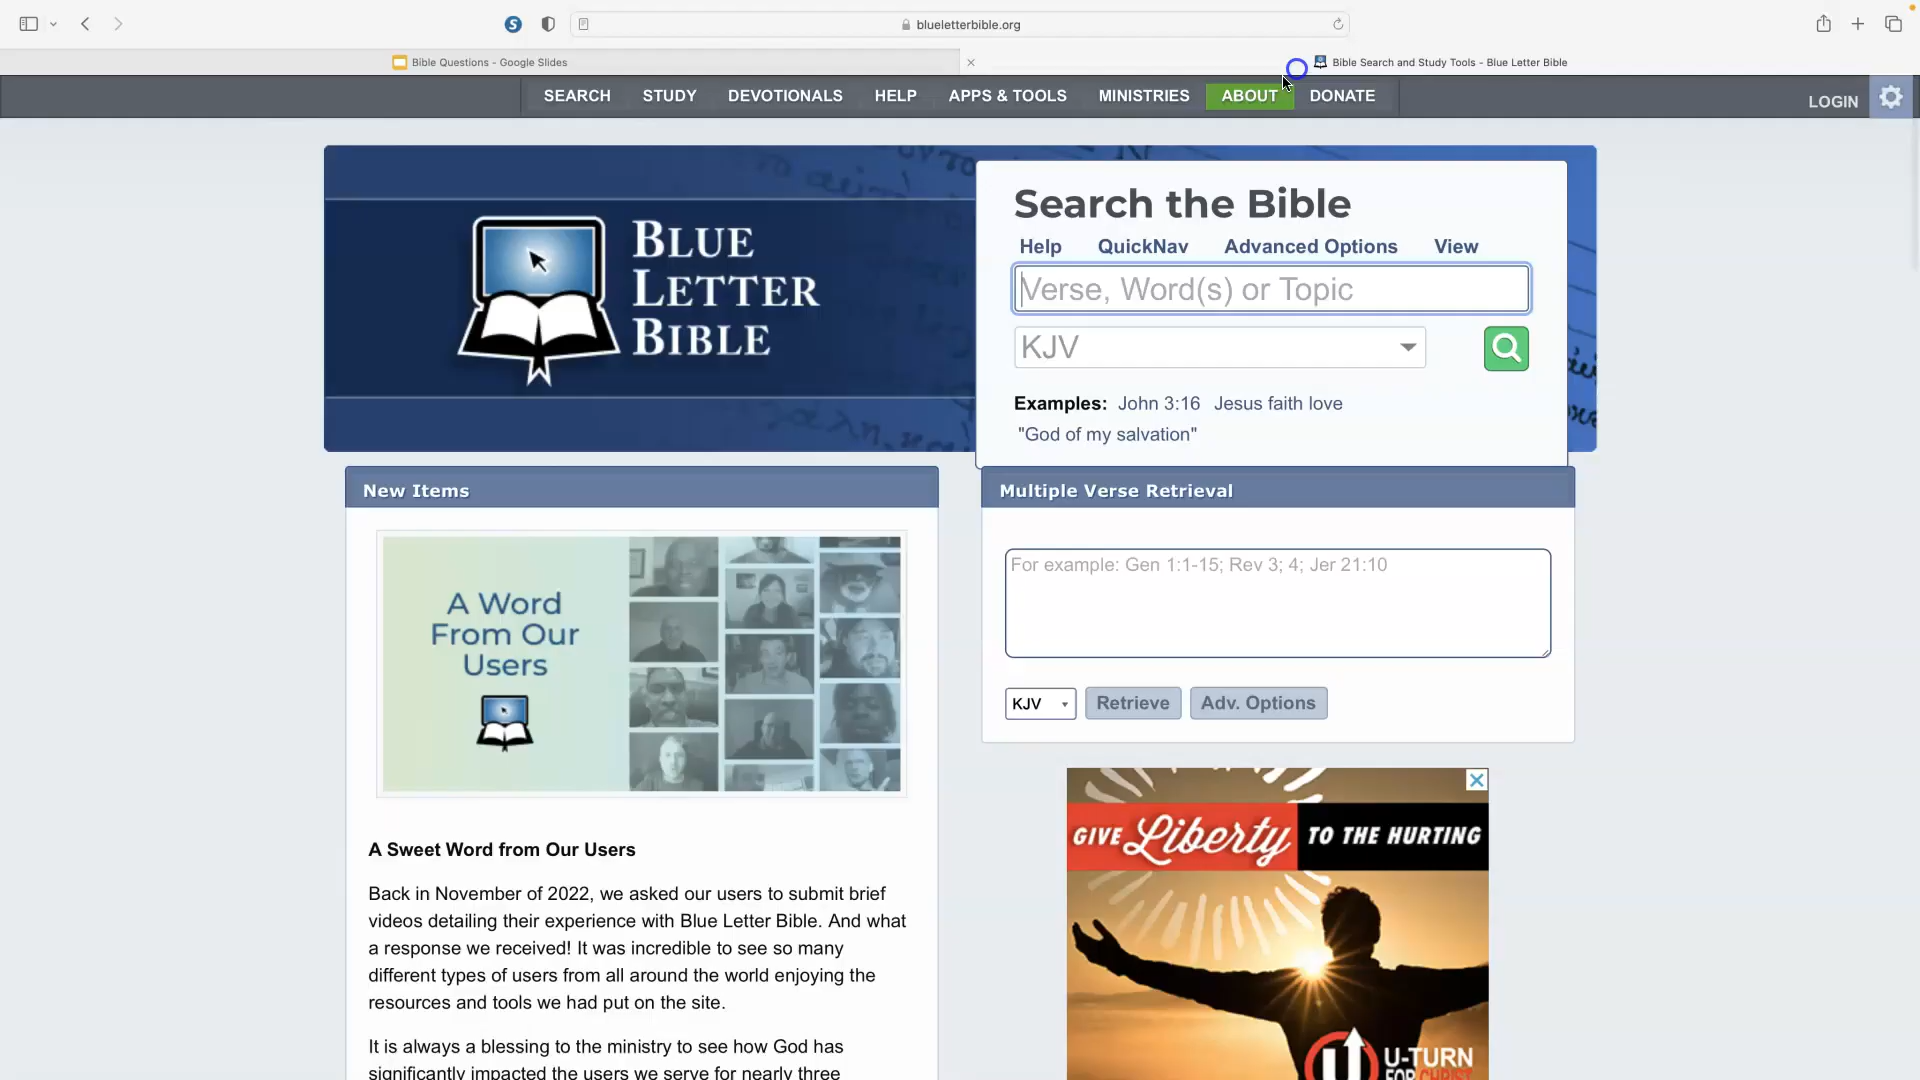 blueletterbible.org
Bible Questions - Google Slides
Bible Search and Study Tools - Blue Letter Bible
SEARCH STUDY DEVOTIONALS HELP APPS & TOOLS MINISTRIES ABOUT DONATE
LOGIN
BLUE
LETTER
BIBLE
Search the Bible
Help QuickNav Advanced Options View
Verse, Word(s) or Topic
KJV
Examples: John 3:16 Jesus faith love
"God of my salvation"
New Items
A Word
From Our
Users
A Sweet Word from Our Users
Back in November of 2022, we asked our users to submit brief
videos detailing their experience with Blue Letter Bible. And what
a response we received! It was incredible to see so many
different types of users from all around the world enjoying the
resources and tools we had put on the site.
It is always a blessing to the ministry to see how God has
significantly impacted the users we serve for nearly three
Multiple Verse Retrieval
For example: Gen 1:1-15; Rev 3; 4; Jer 21:10
KJV Retrieve Adv. Options
GIVE Liberty TO THE HURTING
U-TURN
FOR CHRIST